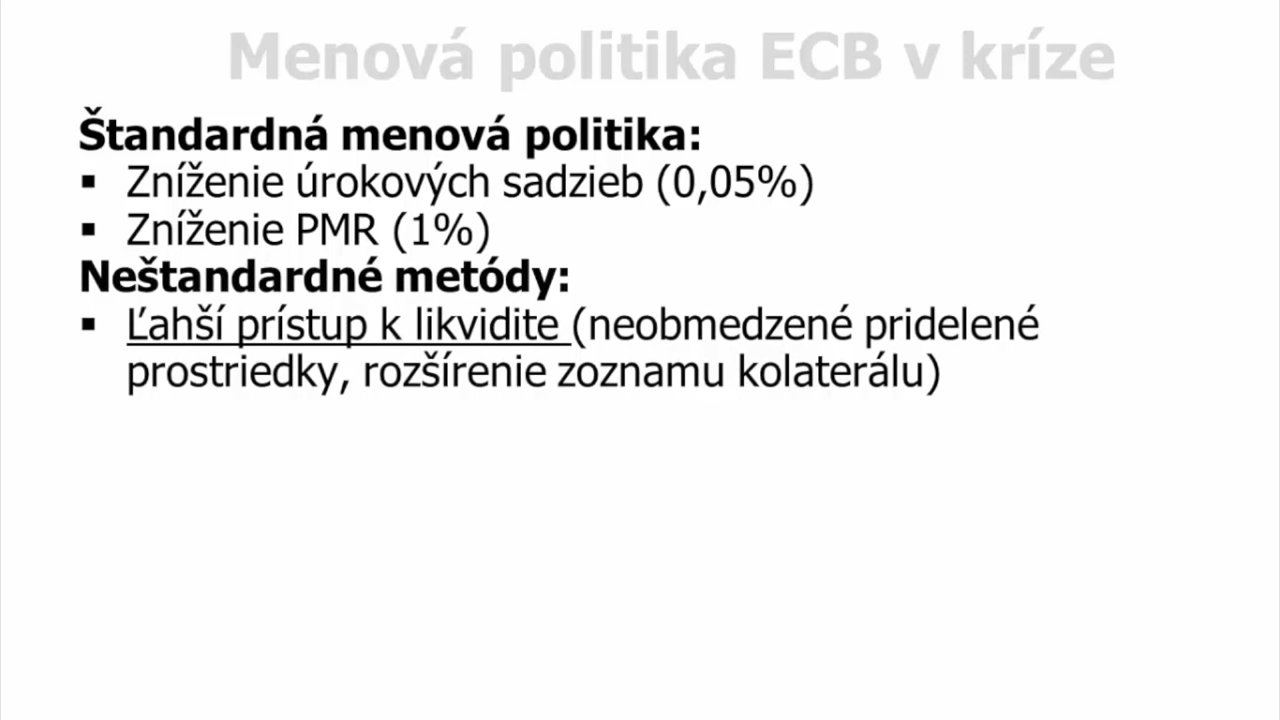 Menová politika ECB v kríze
Štandardná menová politika:
▪ Zníženie úrokových sadzieb (0,05%)
▪ Zníženie PMR (1%)
Neštandardné metódy:
▪ Ľahší prístup k likvidite (neobmedzené pridelené
prostriedky, rozšírenie zoznamu kolaterálu)